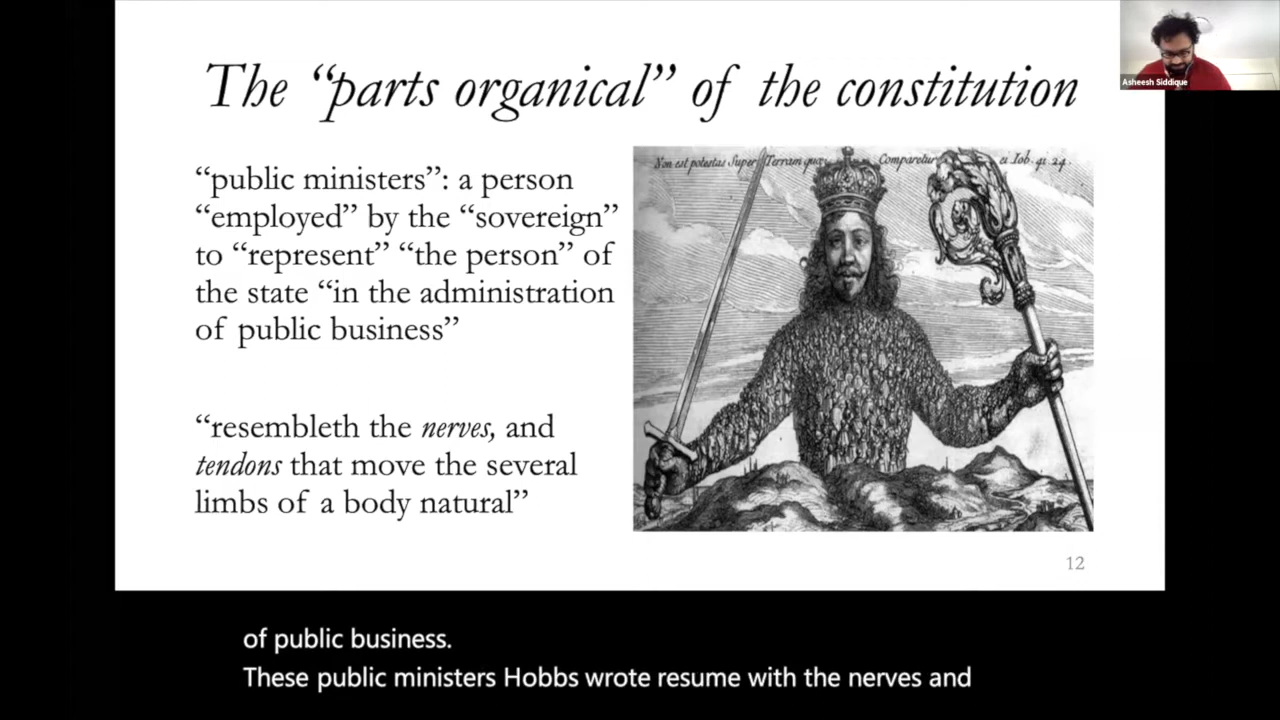 Asheesh Siddique
The “parts organical” of the constitution
“public ministers”: a person
“employed” by the “sovereign”
to “represent” “the person” of
the state “in the administration
of public business”
“resembleth the nerves, and
tendons that move the several
limbs of a body natural”
Non est potestas Super Terram quae Comparetur ei Iob. 41. 24.
12
of public business.
These public ministers Hobbs wrote resume with the nerves and